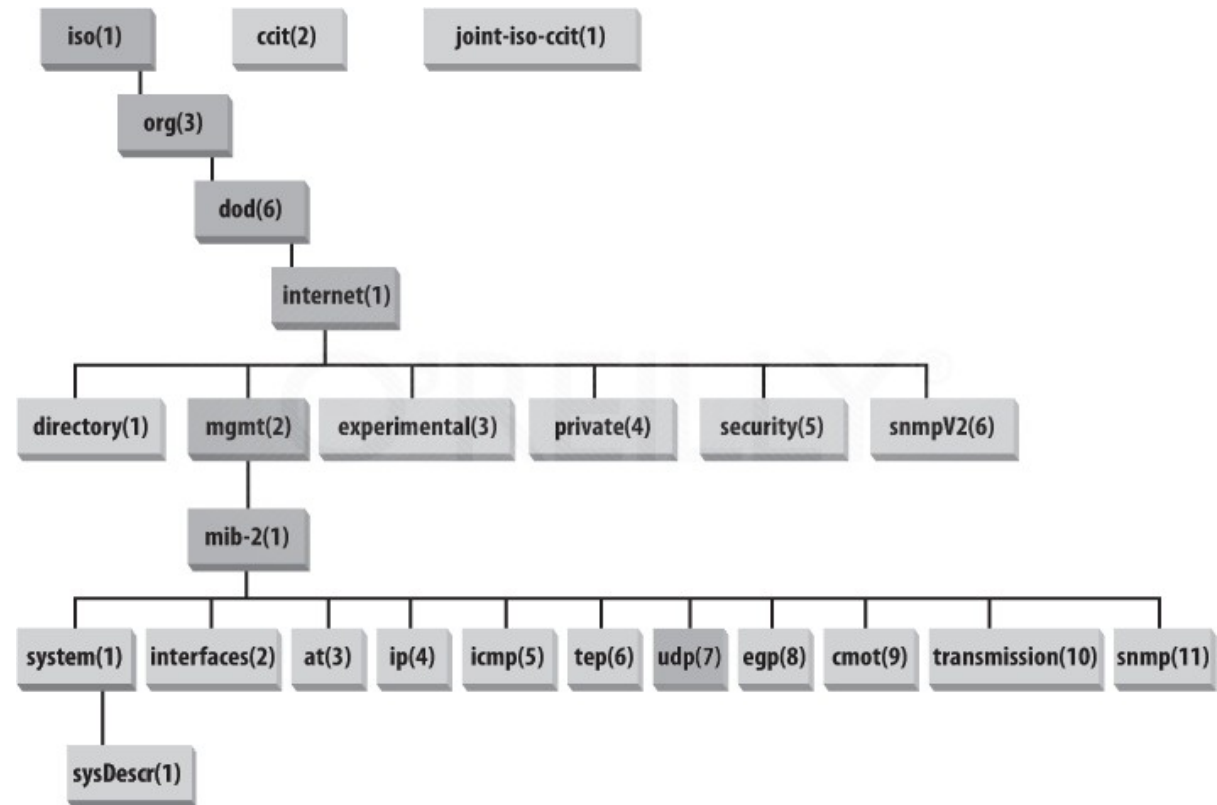 iso(1) ccit(2) joint-iso-ccit(1)
org(3)
dod(6)
internet(1)
O'REILLY®
directory(1) mgmt(2) experimental(3) private(4) security(5) snmpV2(6)
mib-2(1)
system(1) interfaces(2) at(3) ip(4) icmp(5) tep(6) udp(7) egp(8) cmot(9) transmission(10) snmp(11)
sysDescr(1)